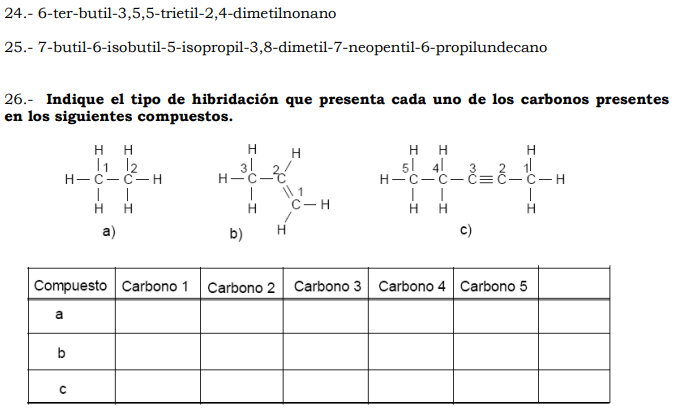 24.- 6-ter-butil-3,5,5-trietil-2,4-dimetilnonano
25.- 7-butil-6-isobutil-5-isopropil-3,8-dimetil-7-neopentil-6-propilundecano
26.- Indique el tipo de hibridación que presenta cada uno de los carbonos presentes
en los siguientes compuestos.
H H
1 2
H—C—C—H
H H
a)
H H
3 2
H—C—C
1
H C—H
H
b)
H H H
5 4 3 2 1
H—C—C—C≡C—C—H
H H H
c)
Compuesto Carbono 1 Carbono 2 Carbono 3 Carbono 4 Carbono 5
a
b
c